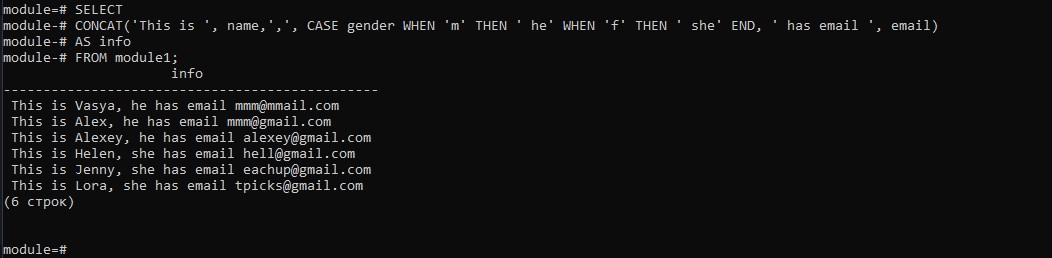 module=# SELECT
module-# CONCAT('This is ', name,',', CASE gender WHEN 'm' THEN ' he' WHEN 'f' THEN ' she' END, ' has email ', email)
module-# AS info
module-# FROM module1;
info
-----------------------------------------------
This is Vasya, he has email mmm@mmail.com
This is Alex, he has email mmm@gmail.com
This is Alexey, he has email alexey@gmail.com
This is Helen, she has email hell@gmail.com
This is Jenny, she has email eachup@gmail.com
This is Lora, she has email tpicks@gmail.com
(6 строк)
module=#